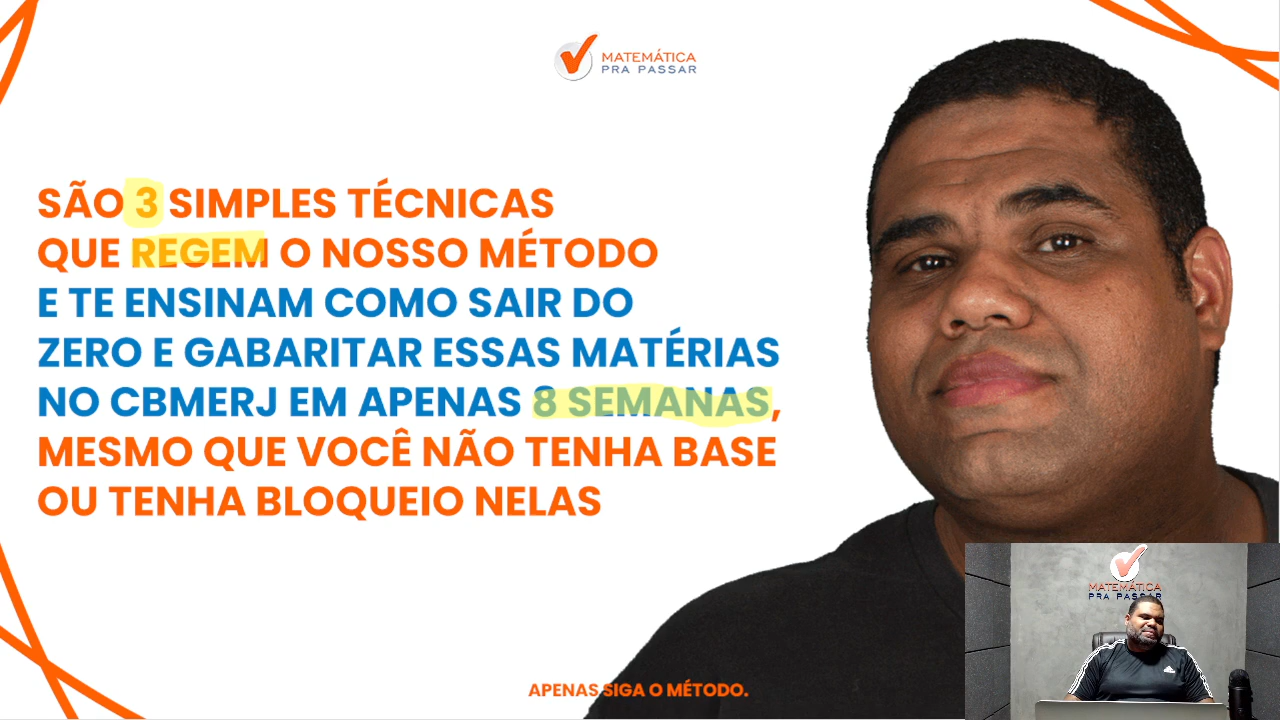 MATEMÁTICA
PRA PASSAR
SÃO 3 SIMPLES TÉCNICAS
QUE REGEM O NOSSO MÉTODO
E TE ENSINAM COMO SAIR DO
ZERO E GABARITAR ESSAS MATÉRIAS
NO CBMERJ EM APENAS 8 SEMANAS,
MESMO QUE VOCÊ NÃO TENHA BASE
OU TENHA BLOQUEIO NELAS
MATEMÁTICA
PRA PASSAR
APENAS SIGA O MÉTODO.